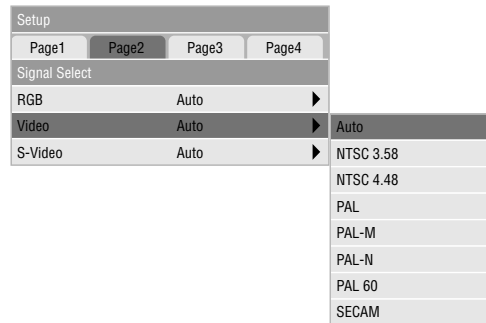 Setup
Page1 Page2 Page3 Page4
Signal Select
RGB Auto
Video Auto
S-Video Auto
Auto
NTSC 3.58
NTSC 4.48
PAL
PAL-M
PAL-N
PAL 60
SECAM